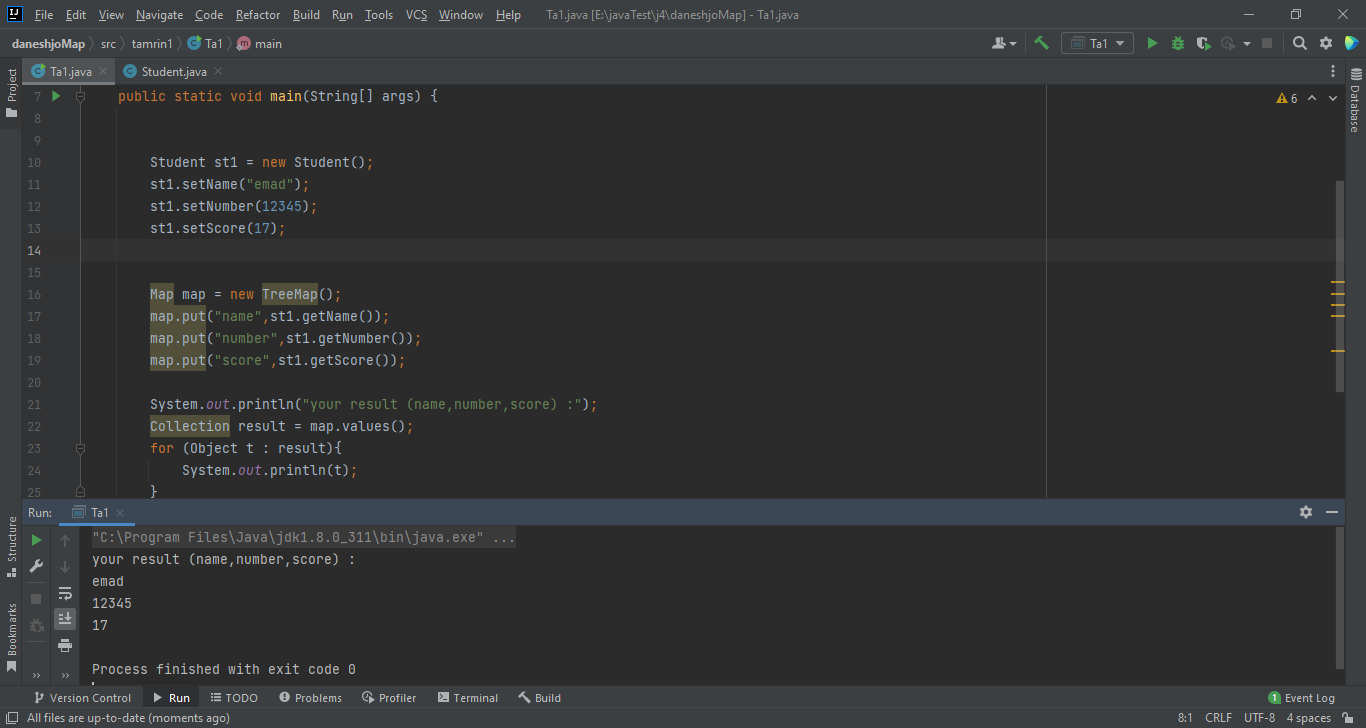 File Edit View Navigate Code Refactor Build Run Tools VCS Window Help Ta1.java [E:\javaTest\j4\daneshjoMap] - Ta1.java
daneshjoMap src tamrin1 Ta1 main Ta1
Ta1.java Student.java
Project
Database
7 public static void main(String[] args) { 6
8
9
10 Student st1 = new Student();
11 st1.setName("emad");
12 st1.setNumber(12345);
13 st1.setScore(17);
14
15
16 Map map = new TreeMap();
17 map.put("name",st1.getName());
18 map.put("number",st1.getNumber());
19 map.put("score",st1.getScore());
20
21 System.out.println("your result (name,number,score) :");
22 Collection result = map.values();
23 for (Object t : result){
24 System.out.println(t);
25 }
Run: Ta1
Structure
Bookmarks
"C:\Program Files\Java\jdk1.8.0_311\bin\java.exe" ...
your result (name,number,score) :
emad
12345
17
Process finished with exit code 0
Version Control Run TODO Problems Profiler Terminal Build 1 Event Log
All files are up-to-date (moments ago) 8:1 CRLF UTF-8 4 spaces